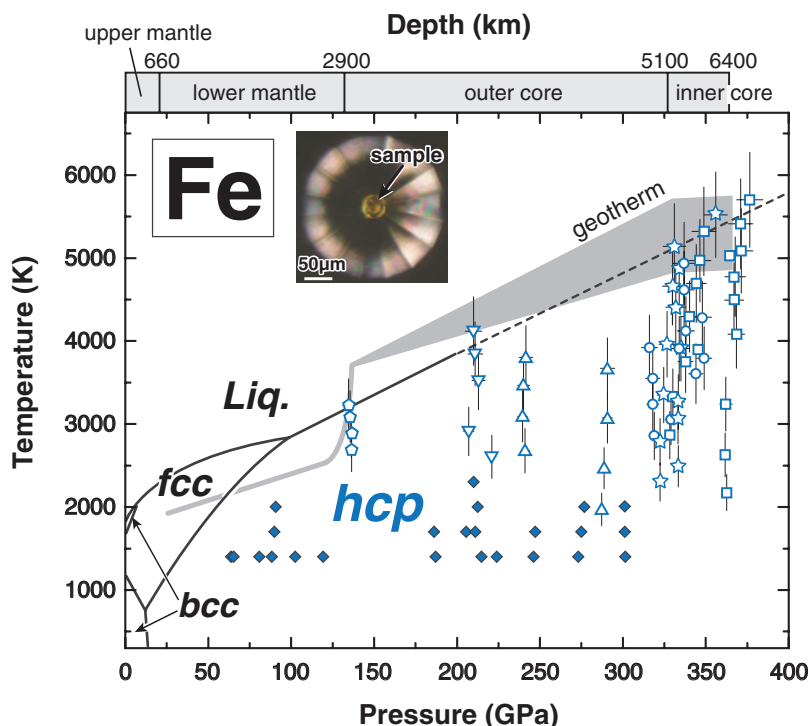 Depth (km)
upper mantle
660 2900 5100 6400
lower mantle outer core inner core
Fe
sample
50μm
geotherm
Liq.
fcc
hcp
bcc
Temperature (K)
6000
5000
4000
3000
2000
1000
0 50 100 150 200 250 300 350 400
Pressure (GPa)